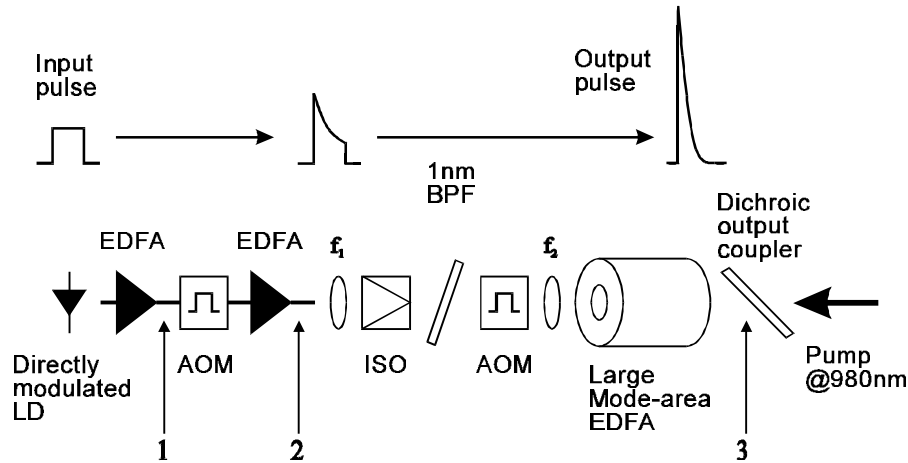 Input
pulse
Output
pulse
1nm
BPF
Dichroic
output
coupler
EDFA
EDFA
f₁
f₂
Directly
modulated
LD
AOM
ISO
AOM
Large
Mode-area
EDFA
Pump
@980nm
1
2
3